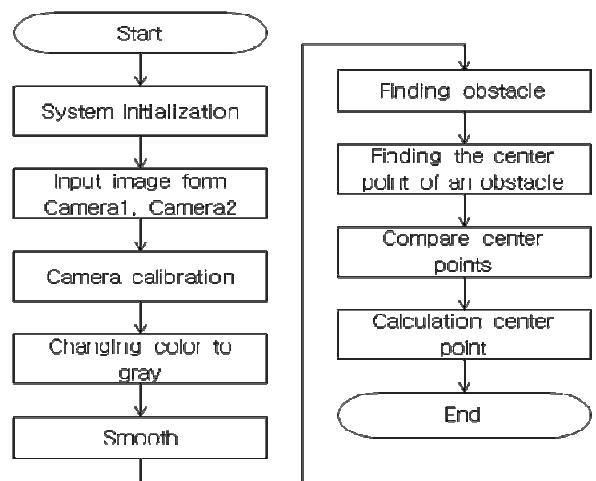 Start
System Initialization
Input image form
Camera1, Camera2
Camera calibration
Changing color to
gray
Smooth
Finding obstacle
Finding the center
point of an obstacle
Compare center
points
Calculation center
point
End